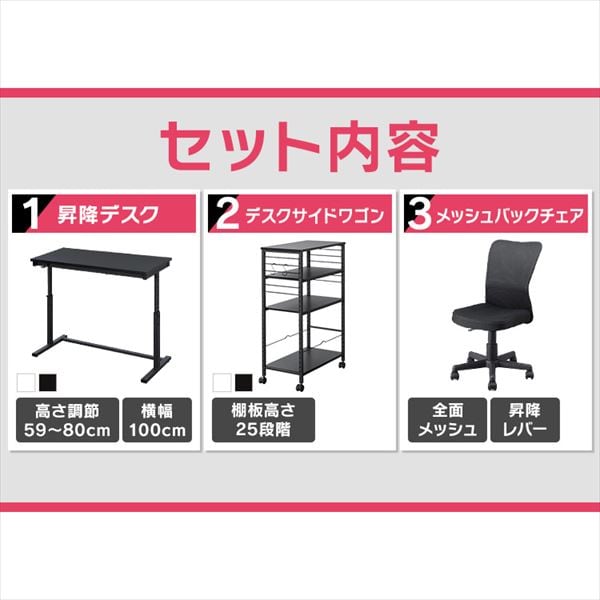 セット内容
1 昇降デスク
高さ調節
59～80cm
横幅
100cm
2 デスクサイドワゴン
棚板高さ
25段階
3 メッシュバックチェア
全面
メッシュ
昇降
レバー